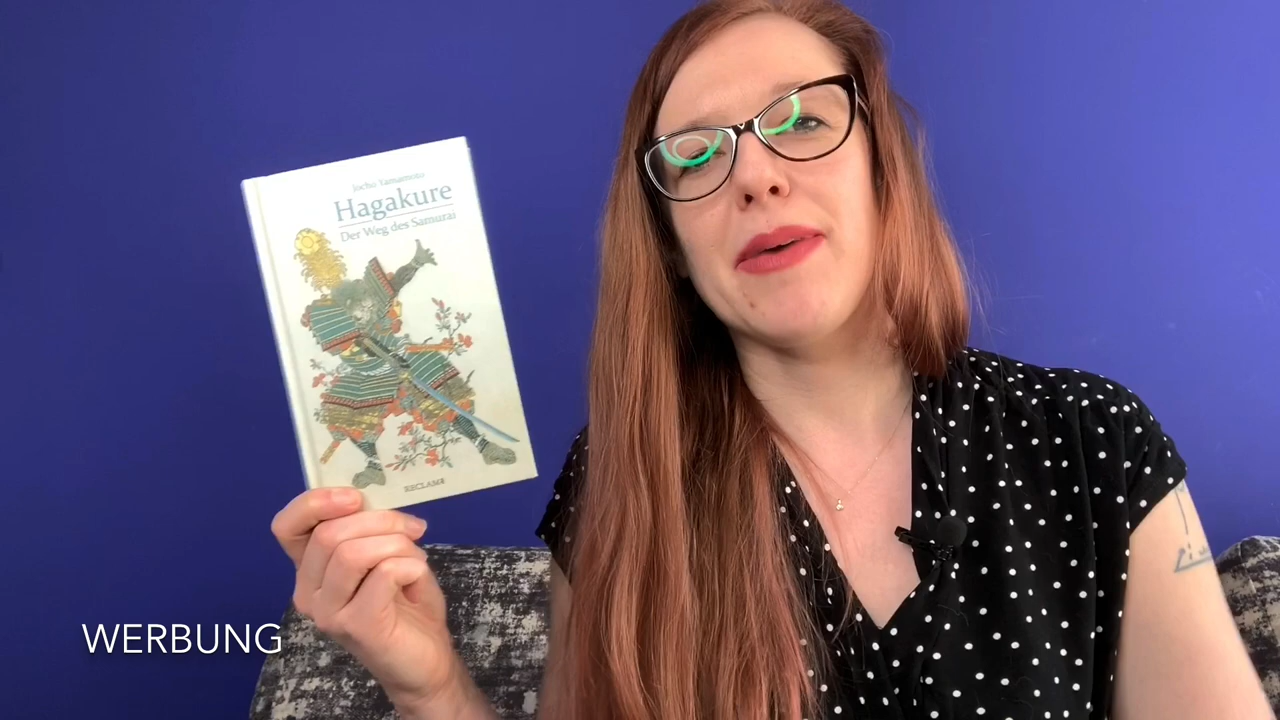 Jocho Yamamoto
Hagakure
Der Weg des Samurai
RECLAM
WERBUNG